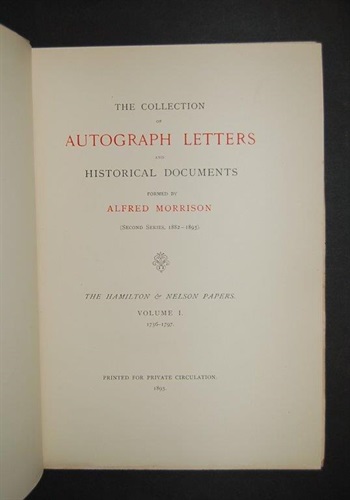 THE COLLECTION
OF
AUTOGRAPH LETTERS
AND
HISTORICAL DOCUMENTS
FORMED BY
ALFRED MORRISON
(SECOND SERIES, 1882–1893).
THE HAMILTON & NELSON PAPERS.
VOLUME I.
1756-1797.
PRINTED FOR PRIVATE CIRCULATION.
1893.